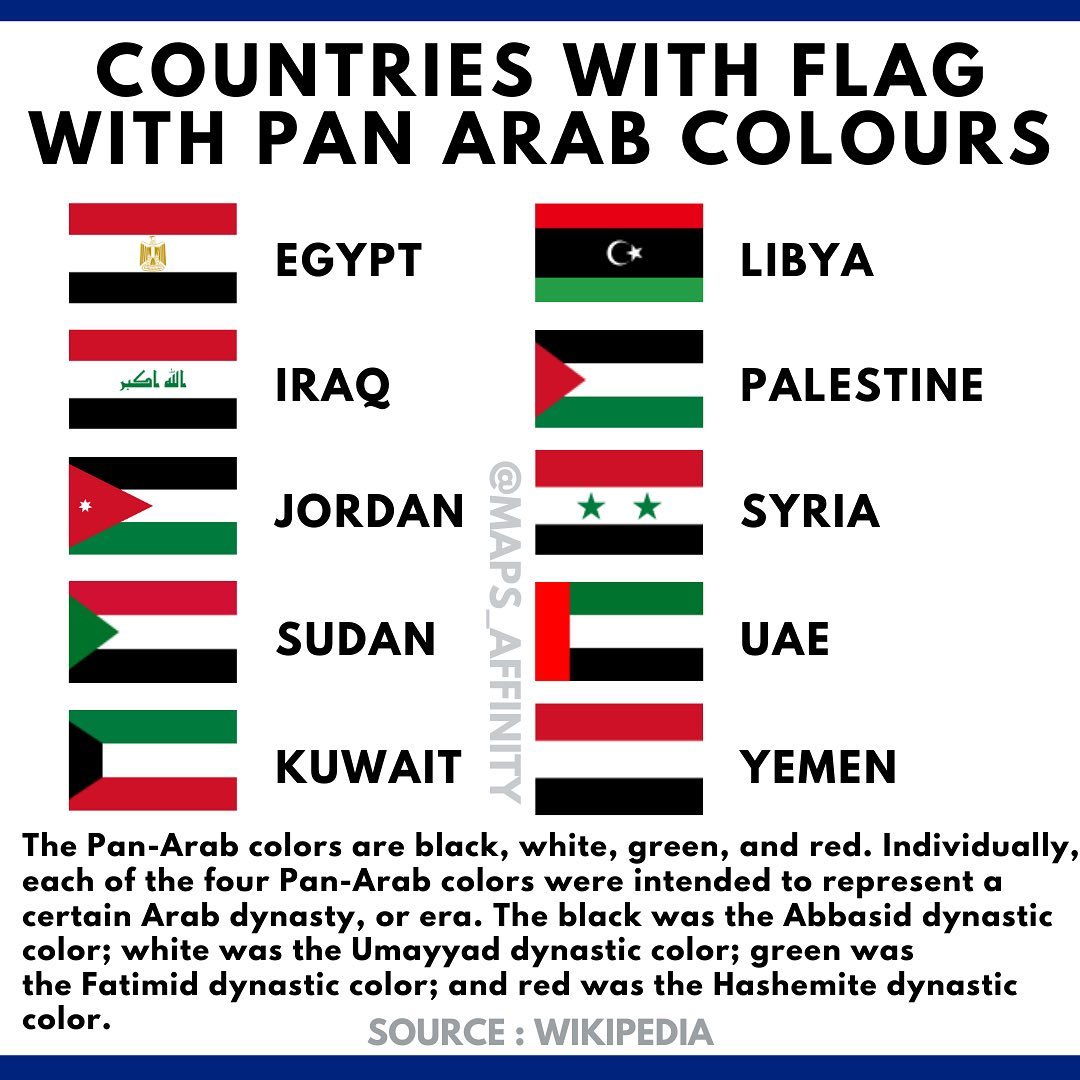 COUNTRIES WITH FLAG
WITH PAN ARAB COLOURS
EGYPT
LIBYA
الله اكبر
IRAQ
PALESTINE
JORDAN
SYRIA
SUDAN
UAE
KUWAIT
YEMEN
@MAPS_AFFINITY
The Pan-Arab colors are black, white, green, and red. Individually,
each of the four Pan-Arab colors were intended to represent a
certain Arab dynasty, or era. The black was the Abbasid dynastic
color; white was the Umayyad dynastic color; green was
the Fatimid dynastic color; and red was the Hashemite dynastic
color.
SOURCE : WIKIPEDIA